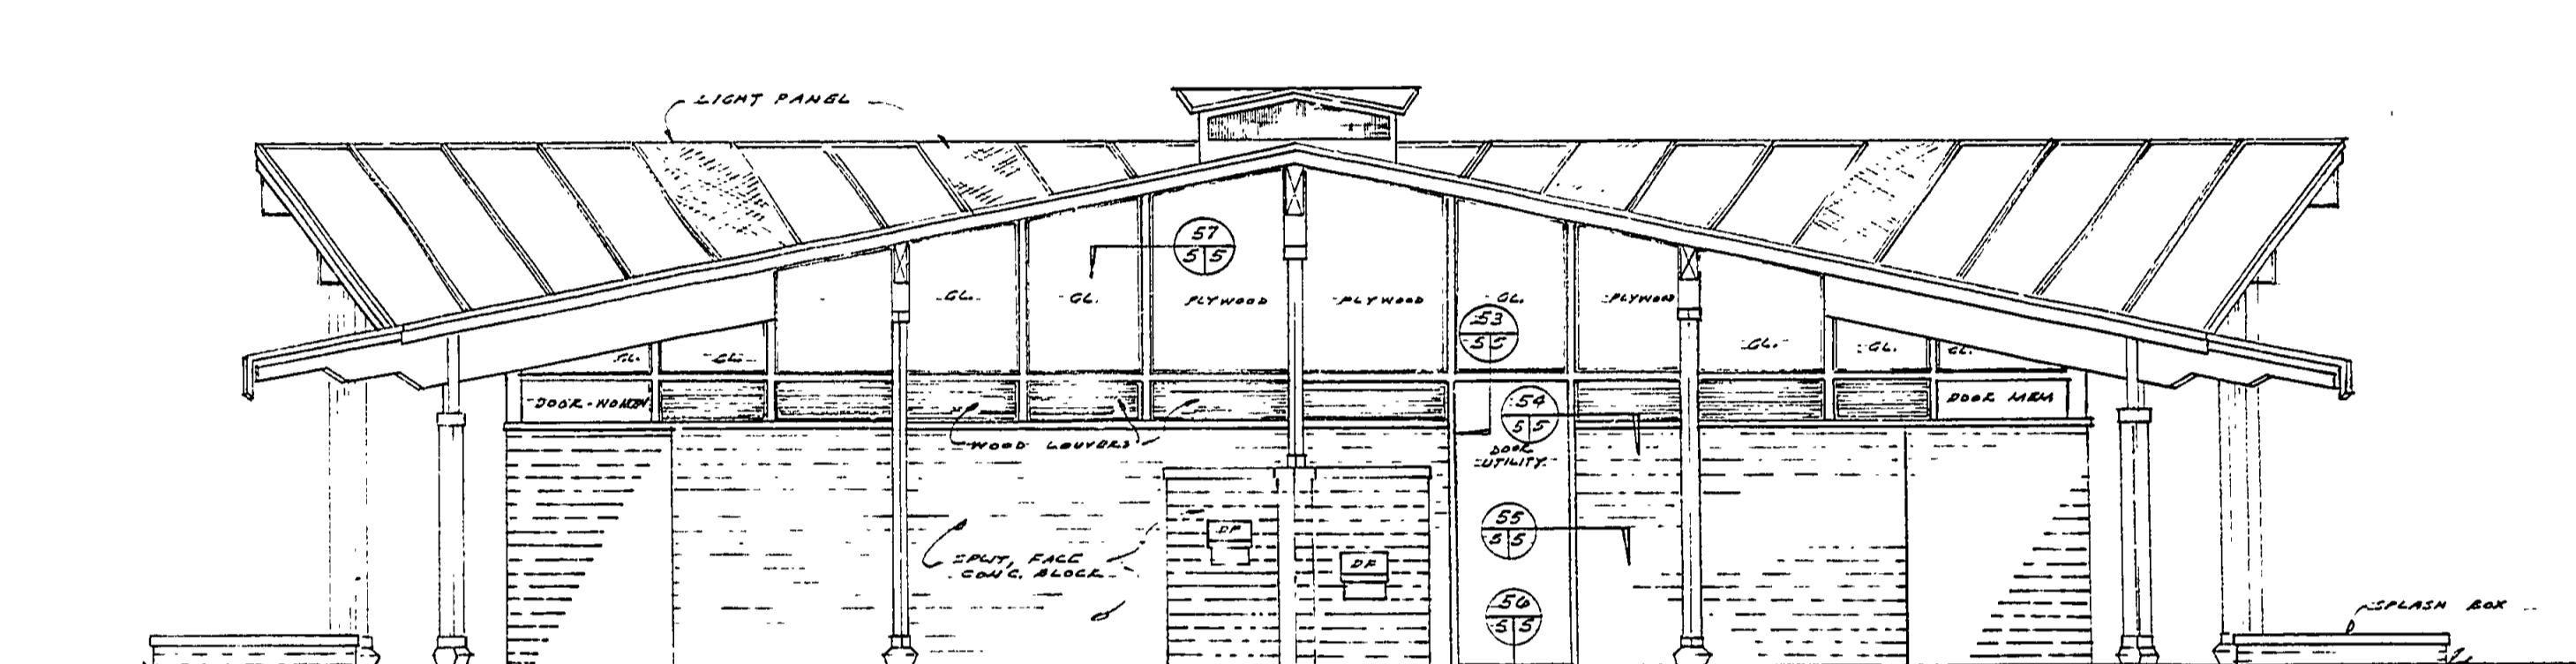 LIGHT PANEL
57
5 5
GL. GL. PLYWOOD PLYWOOD GL. PLYWOOD
53
5 5
GL. GL. GL. GL. GL.
DOOR-WOMEN
54
5 5
DOOR MEN
WOOD LOUVERS
DOOR
UTILITY
55
5 5
DF
SPLIT, FACE
CONC. BLOCK
DF
56
5 5
SPLASH BOX